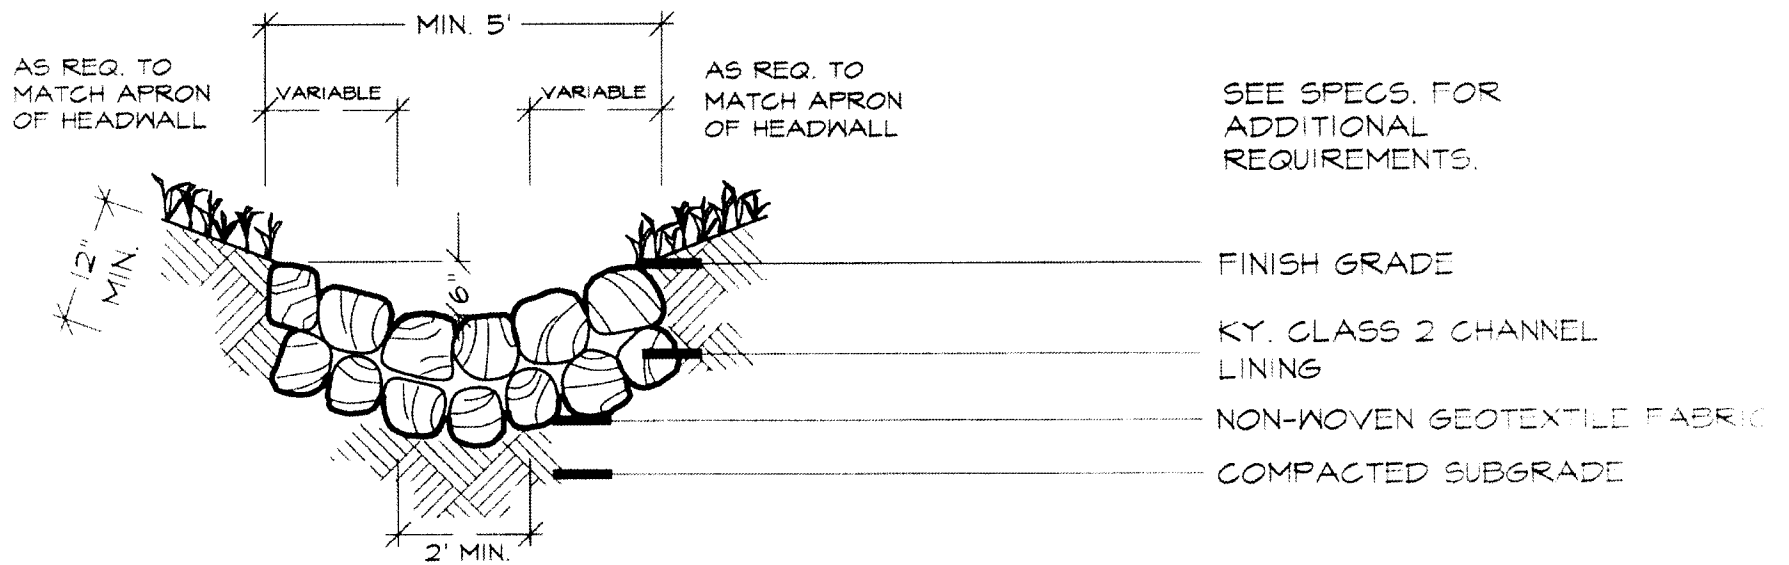 MIN. 5'
AS REQ. TO
MATCH APRON
OF HEADWALL
VARIABLE
VARIABLE
AS REQ. TO
MATCH APRON
OF HEADWALL
SEE SPECS. FOR
ADDITIONAL
REQUIREMENTS.
12"
MIN.
6"
FINISH GRADE
KY. CLASS 2 CHANNEL
LINING
NON-WOVEN GEOTEXTILE FABRIC
COMPACTED SUBGRADE
2' MIN.